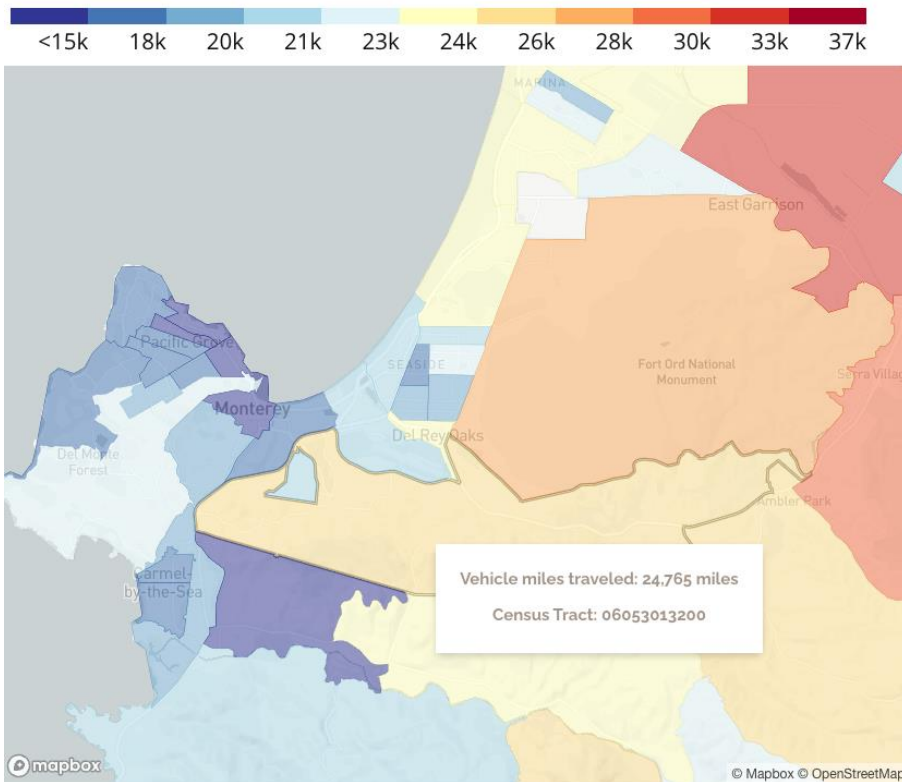 <15k 18k 20k 21k 23k 24k 26k 28k 30k 33k 37k
MARINA
East Garrison
Pacific Grove
SEASIDE
Fort Ord National
Monument
Serra Villag
Monterey
Del Rey Oaks
Del Monte
Forest
Ambler Park
Vehicle miles traveled: 24,765 miles
Carmel-
by-the-Sea
Census Tract: 06053013200
mapbox
© Mapbox © OpenStreetMap